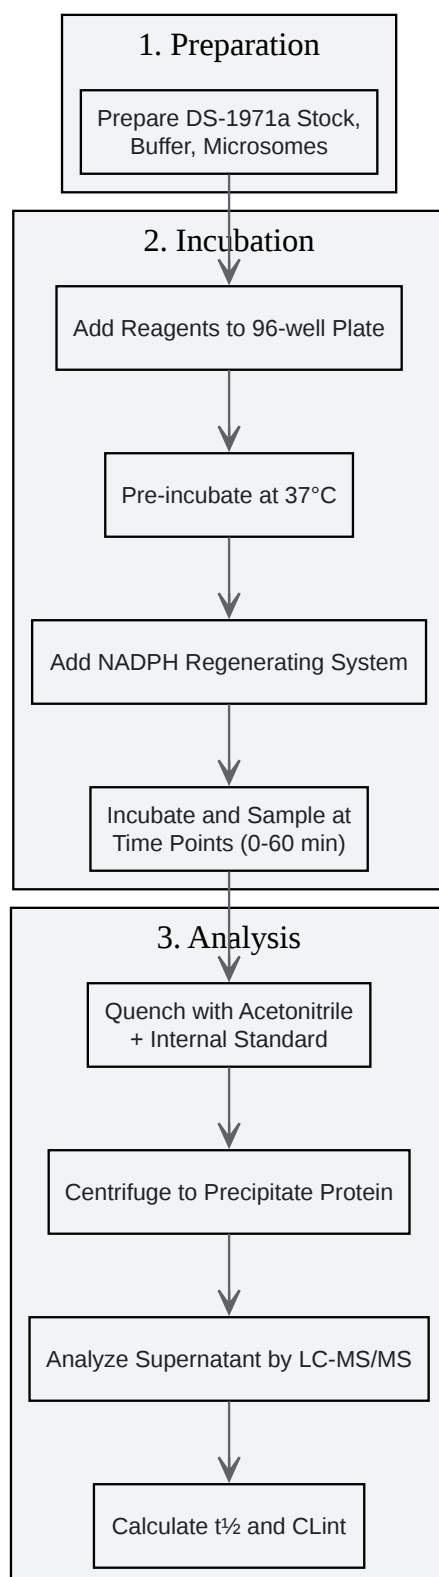 1. Preparation
Prepare DS-1971a Stock,
Buffer, Microsomes
2. Incubation
Add Reagents to 96-well Plate
Pre-incubate at 37°C
Add NADPH Regenerating System
Incubate and Sample at
Time Points (0-60 min)
3. Analysis
Quench with Acetonitrile
+ Internal Standard
Centrifuge to Precipitate Protein
Analyze Supernatant by LC-MS/MS
Calculate t½ and CLint